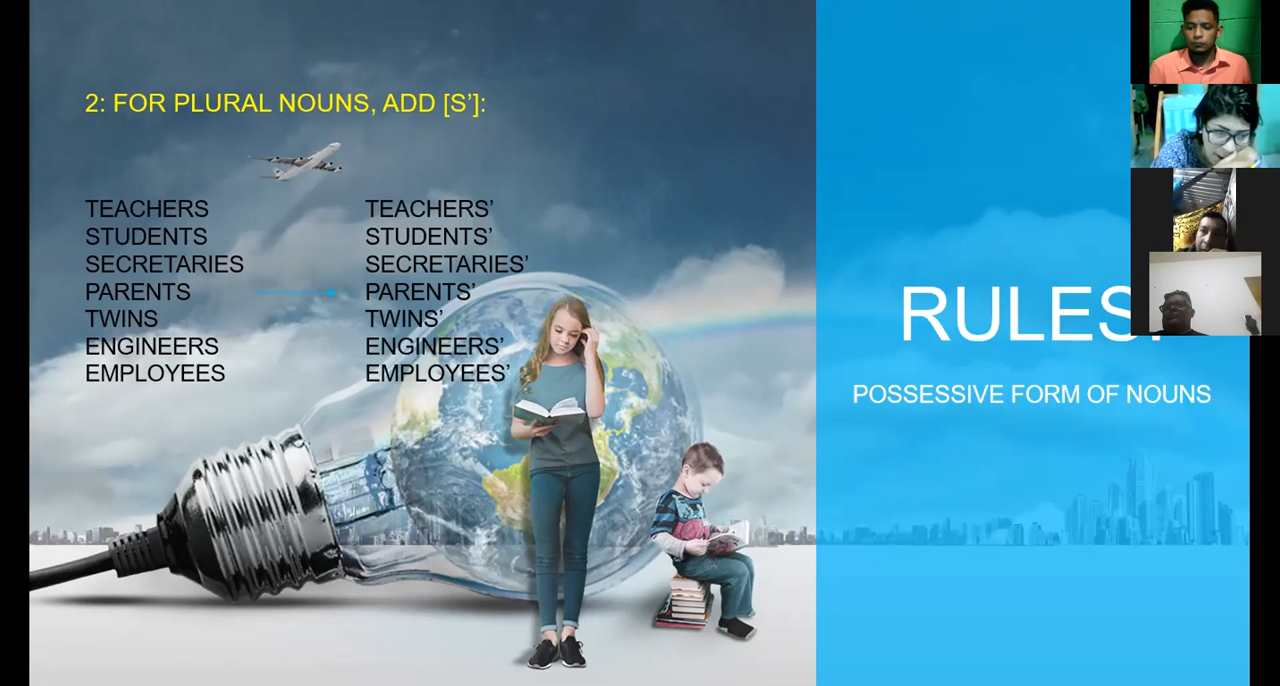 2: FOR PLURAL NOUNS, ADD [S’]:
TEACHERS
STUDENTS
SECRETARIES
PARENTS
TWINS
ENGINEERS
EMPLOYEES
TEACHERS’
STUDENTS’
SECRETARIES’
PARENTS’
TWINS’
ENGINEERS’
EMPLOYEES’
RULES
POSSESSIVE FORM OF NOUNS